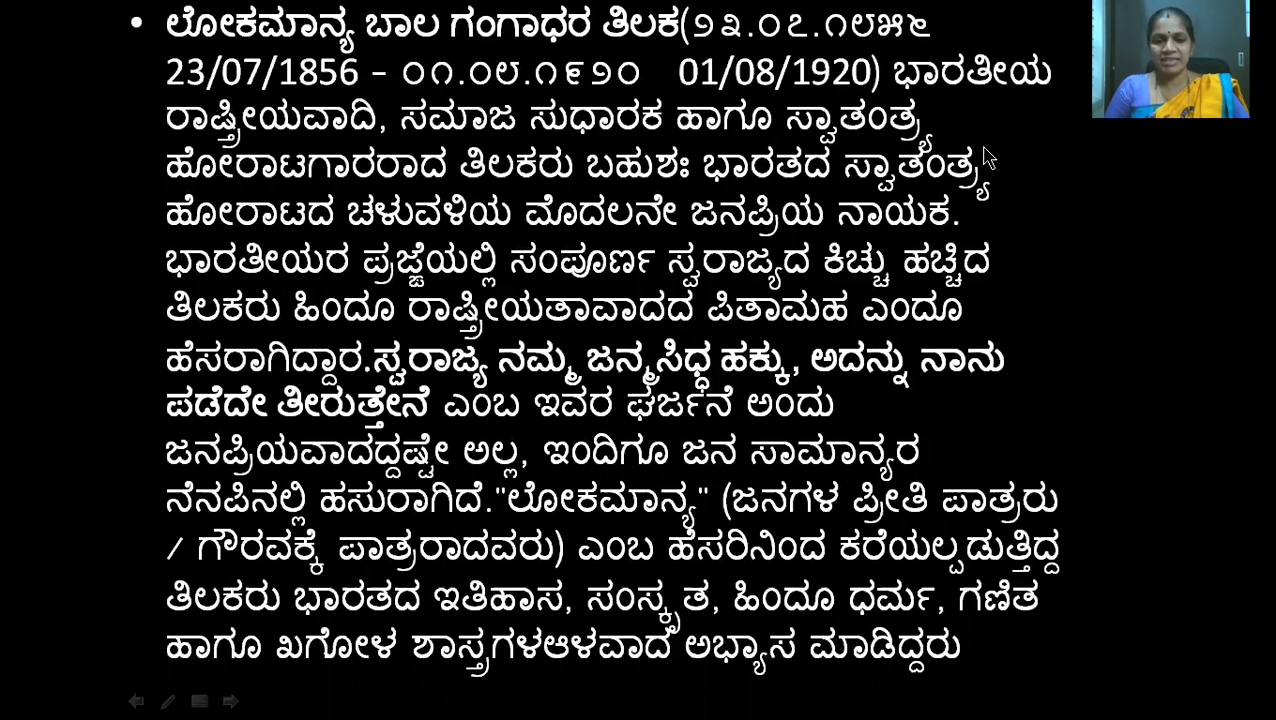 • ಲೋಕಮಾನ್ಯ ಬಾಲ ಗಂಗಾಧರ ತಿಲಕ(೨೩.೦೭.೧೮೫೬
23/07/1856 – ೦೧.೦೮.೧೯೨೦ 01/08/1920) ಭಾರತೀಯ
ರಾಷ್ಟ್ರೀಯವಾದಿ, ಸಮಾಜ ಸುಧಾರಕ ಹಾಗೂ ಸ್ವಾತಂತ್ರ್ಯ
ಹೋರಾಟಗಾರರಾದ ತಿಲಕರು ಬಹುಶಃ ಭಾರತದ ಸ್ವಾತಂತ್ರ್ಯ
ಹೋರಾಟದ ಚಳುವಳಿಯ ಮೊದಲನೇ ಜನಪ್ರಿಯ ನಾಯಕ.
ಭಾರತೀಯರ ಪ್ರಜ್ಞೆಯಲ್ಲಿ ಸಂಪೂರ್ಣ ಸ್ವರಾಜ್ಯದ ಕಿಚ್ಚು ಹಚ್ಚಿದ
ತಿಲಕರು ಹಿಂದೂ ರಾಷ್ಟ್ರೀಯತಾವಾದದ ಪಿತಾಮಹ ಎಂದೂ
ಹೆಸರಾಗಿದ್ದಾರ.ಸ್ವರಾಜ್ಯ ನಮ್ಮ ಜನ್ಮಸಿಧ್ಧ ಹಕ್ಕು, ಅದನ್ನು ನಾನು
ಪಡೆದೇ ತೀರುತ್ತೇನೆ ಎಂಬ ಇವರ ಘರ್ಜನೆ ಅಂದು
ಜನಪ್ರಿಯವಾದದ್ದಷ್ಟೇ ಅಲ್ಲ, ಇಂದಿಗೂ ಜನ ಸಾಮಾನ್ಯರ
ನೆನಪಿನಲ್ಲಿ ಹಸುರಾಗಿದೆ."ಲೋಕಮಾನ್ಯ" (ಜನಗಳ ಪ್ರೀತಿ ಪಾತ್ರರು
/ ಗೌರವಕ್ಕೆ ಪಾತ್ರರಾದವರು) ಎಂಬ ಹೆಸರಿನಿಂದ ಕರೆಯಲ್ಪಡುತ್ತಿದ್ದ
ತಿಲಕರು ಭಾರತದ ಇತಿಹಾಸ, ಸಂಸ್ಕೃತ, ಹಿಂದೂ ಧರ್ಮ, ಗಣಿತ
ಹಾಗೂ ಖಗೋಳ ಶಾಸ್ತ್ರಗಳಆಳವಾದ ಅಭ್ಯಾಸ ಮಾಡಿದ್ದರು